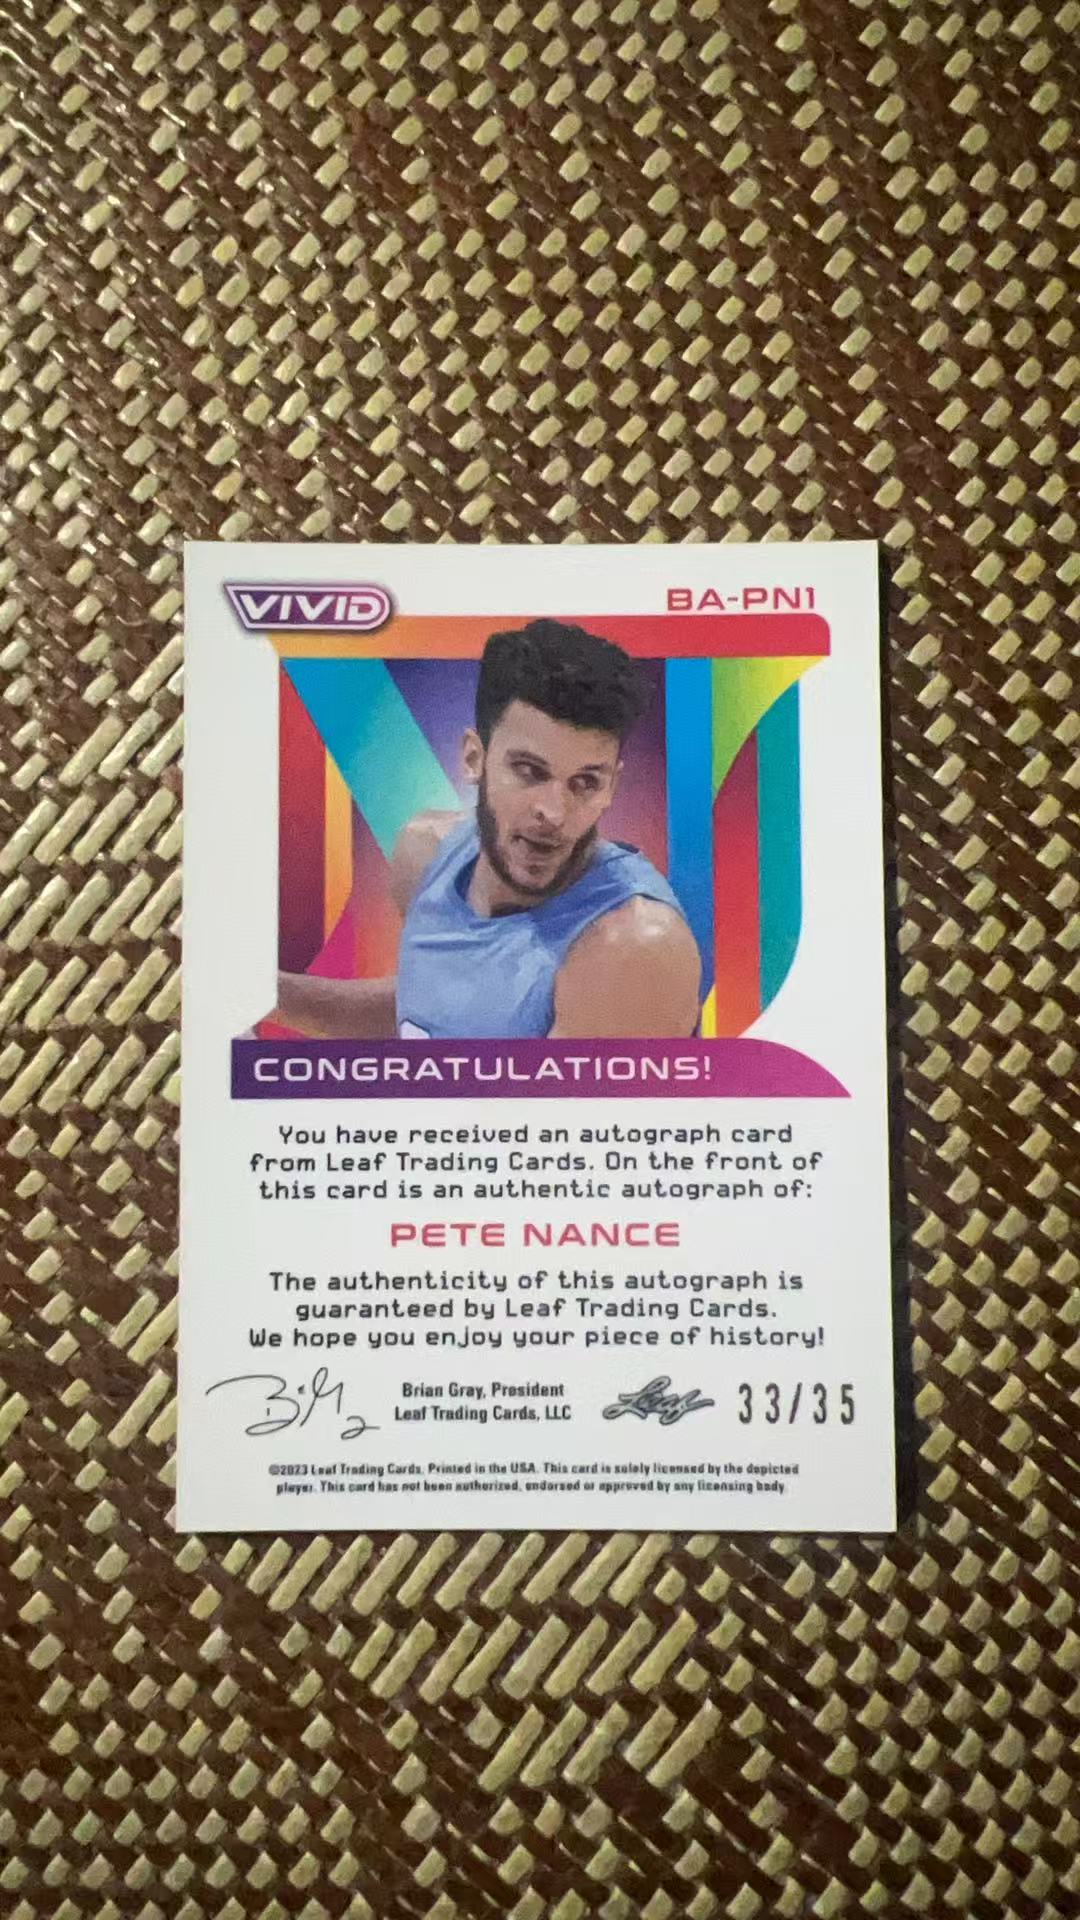 VIVID
BA-PN1
CONGRATULATIONS!
You have received an autograph card
from Leaf Trading Cards. On the front of
this card is an authentic autograph of:
PETE NANCE
The authenticity of this autograph is
guaranteed by Leaf Trading Cards.
We hope you enjoy your piece of history!
Brian Gray, President
Leaf Trading Cards, LLC
Leaf
33/35
©2023 Leaf Trading Cards. Printed in the USA. This card is solely licensed by the depicted
player. This card has not been authorized, endorsed or approved by any licensing body.